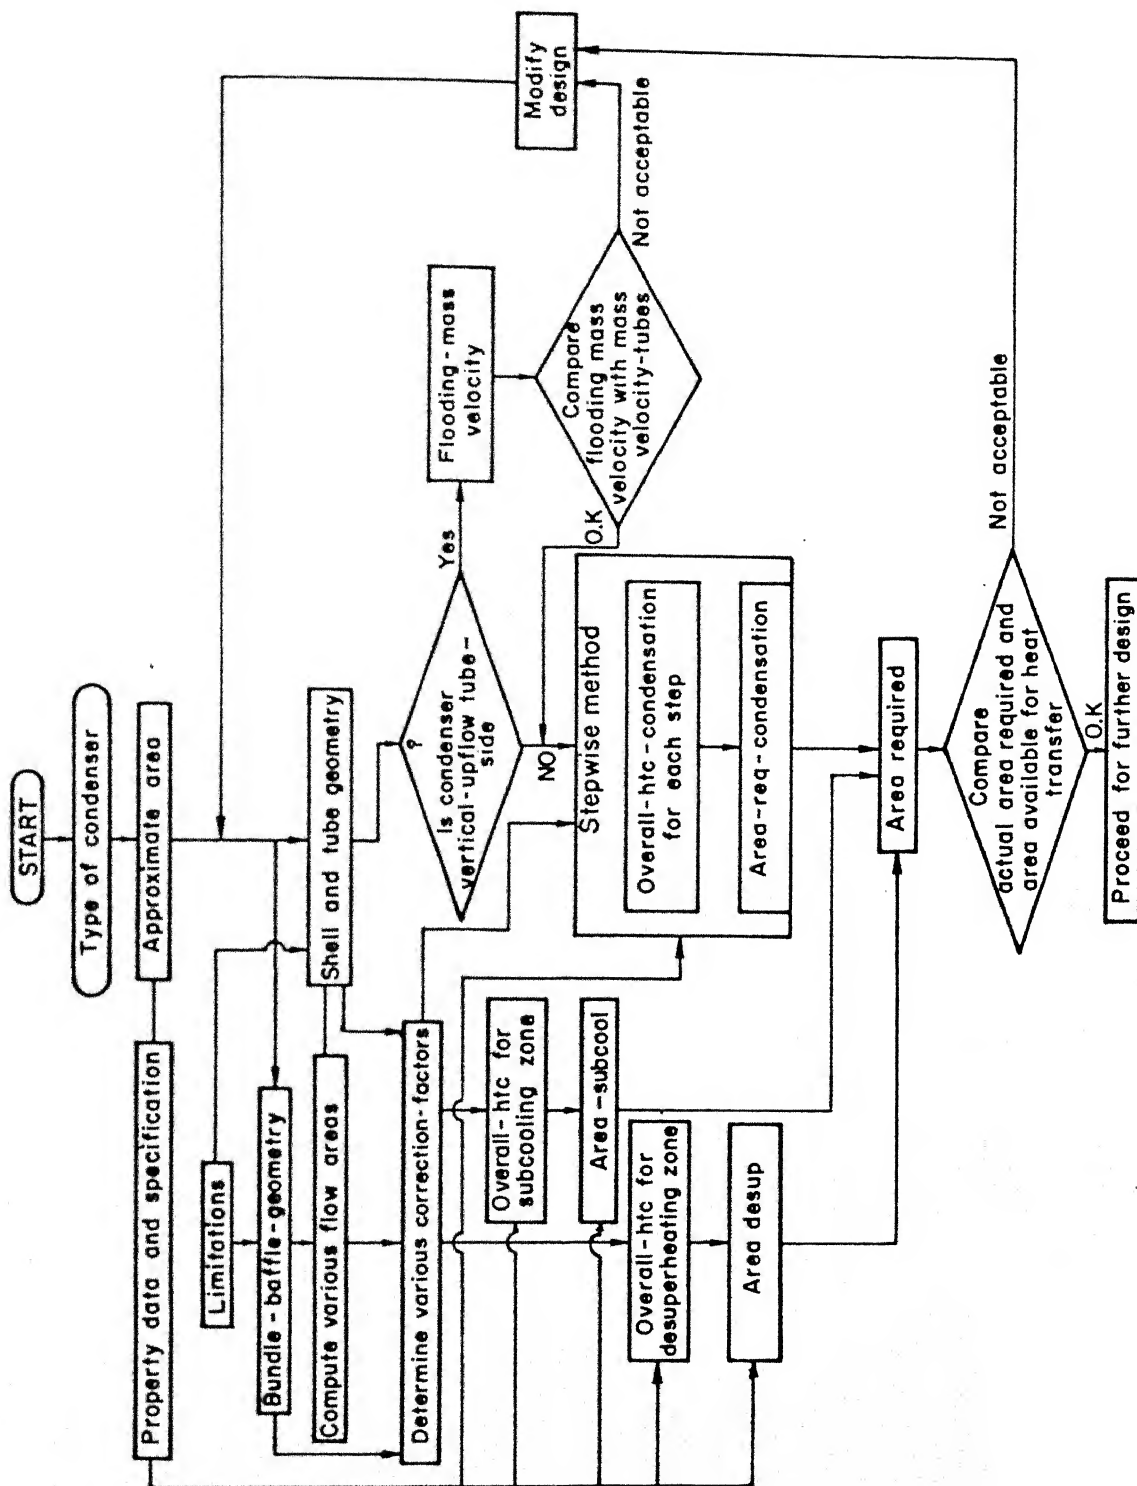 START
Type of condenser
Property data and specification
Approximate area
Limitations
Bundle-baffle-geometry
Shell and tube geometry
Compute various flow areas
Determine various correction-factors
?
Is condenser
vertical-upflow tube-
side
Yes
NO
Flooding-mass
velocity
Compare
flooding mass
velocity with mass
velocity-tubes
O.K
Not acceptable
Modify
design
Stepwise method
Overall-htc-condensation
for each step
Area-req-condensation
Overall-htc for
subcooling zone
Area-subcool
Overall-htc for
desuperheating zone
Area desup
Area required
Compare
actual area required and
area available for heat
transfer
Not acceptable
O.K
Proceed for further design